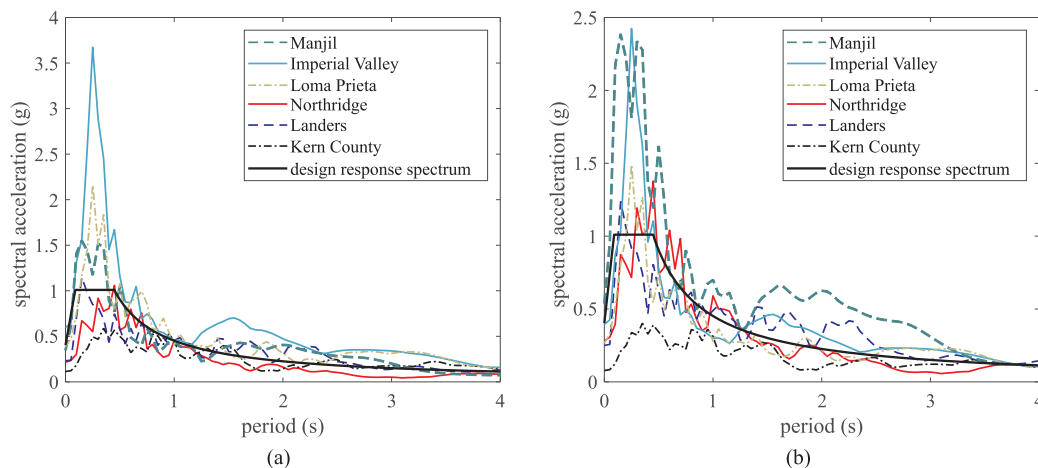 4
3.5
3
2.5
2
1.5
1
0.5
0
spectral acceleration (g)
Manjil
Imperial Valley
Loma Prieta
Northridge
Landers
Kern County
design response spectrum
0 1 2 3 4
period (s)
(a)
2.5
2
1.5
1
0.5
0
spectral acceleration (g)
Manjil
Imperial Valley
Loma Prieta
Northridge
Landers
Kern County
design response spectrum
0 1 2 3 4
period (s)
(b)